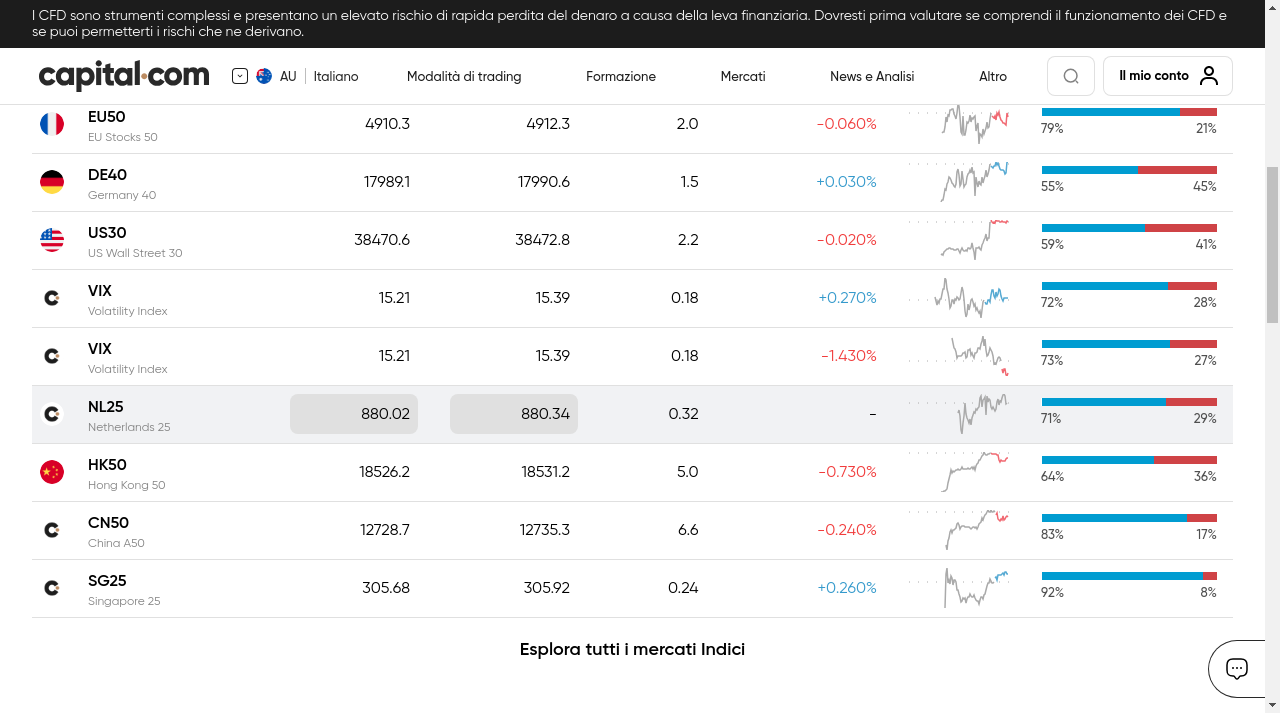 I CFD sono strumenti complessi e presentano un elevato rischio di rapida perdita del denaro a causa della leva finanziaria. Dovresti prima valutare se comprendi il funzionamento dei CFD e
se puoi permetterti i rischi che ne derivano.
capital.com AU Italiano Modalità di trading Formazione Mercati News e Analisi Altro Il mio conto
EU50 4910.3 4912.3 2.0 -0.060%
EU Stocks 50 79% 21%
DE40 17989.1 17990.6 1.5 +0.030%
Germany 40 55% 45%
US30 38470.6 38472.8 2.2 -0.020%
US Wall Street 30 59% 41%
VIX 15.21 15.39 0.18 +0.270%
Volatility Index 72% 28%
VIX 15.21 15.39 0.18 -1.430%
Volatility Index 73% 27%
NL25 880.02 880.34 0.32 -
Netherlands 25 71% 29%
HK50 18526.2 18531.2 5.0 -0.730%
Hong Kong 50 64% 36%
CN50 12728.7 12735.3 6.6 -0.240%
China A50 83% 17%
SG25 305.68 305.92 0.24 +0.260%
Singapore 25 92% 8%
Esplora tutti i mercati Indici